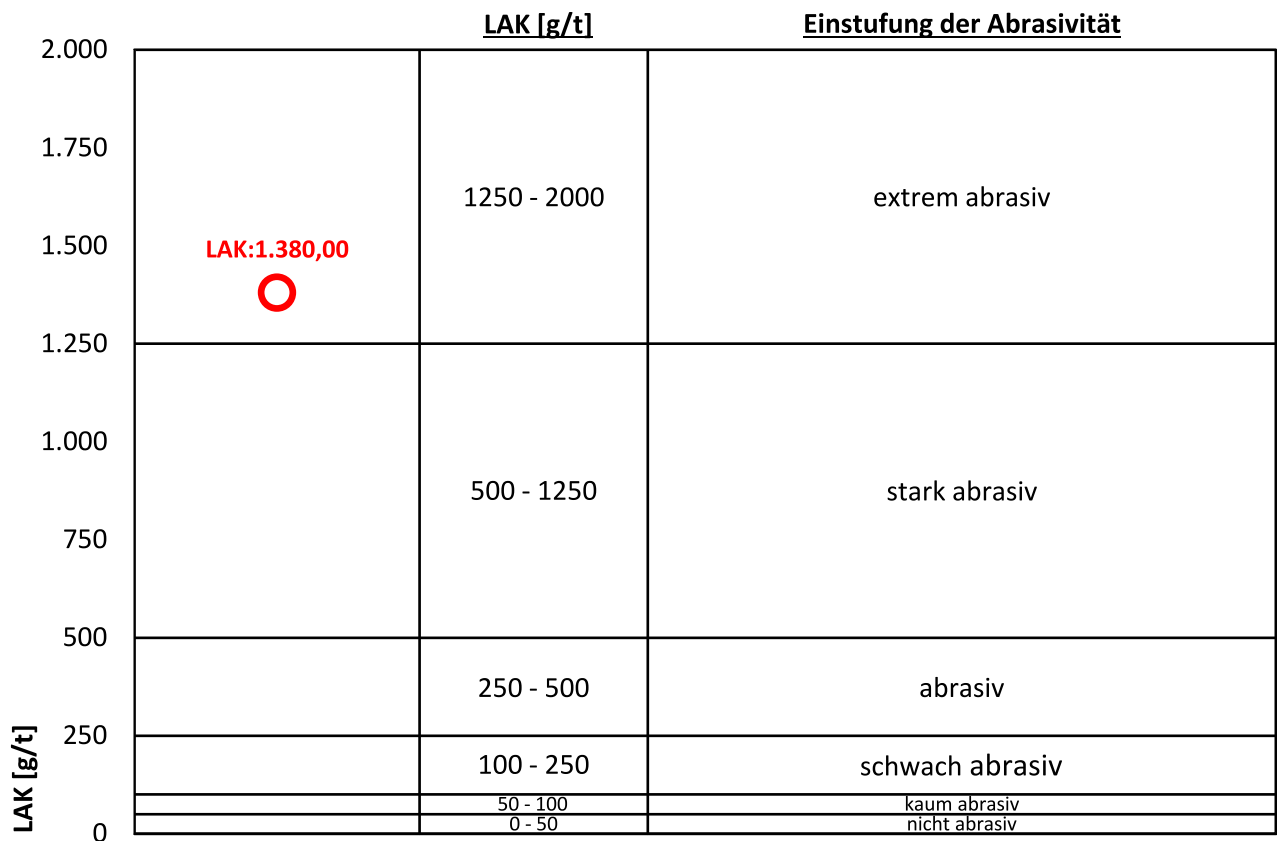 LAK [g/t] Einstufung der Abrasivität
2.000
1.750
1250 - 2000 extrem abrasiv
1.500
LAK:1.380,00
1.250
1.000
500 - 1250 stark abrasiv
750
500
250 - 500 abrasiv
250
100 - 250 schwach abrasiv
50 - 100 kaum abrasiv
0 - 50 nicht abrasiv
0
LAK [g/t]